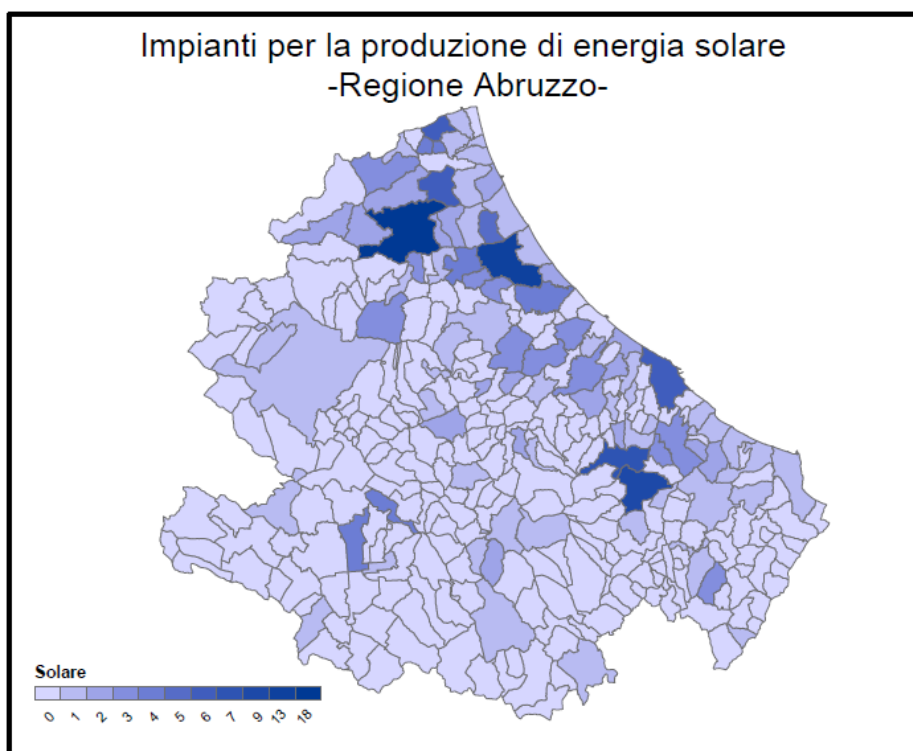 Impianti per la produzione di energia solare
-Regione Abruzzo-
Solare
0 1 2 3 4 5 6 7 9 13 18